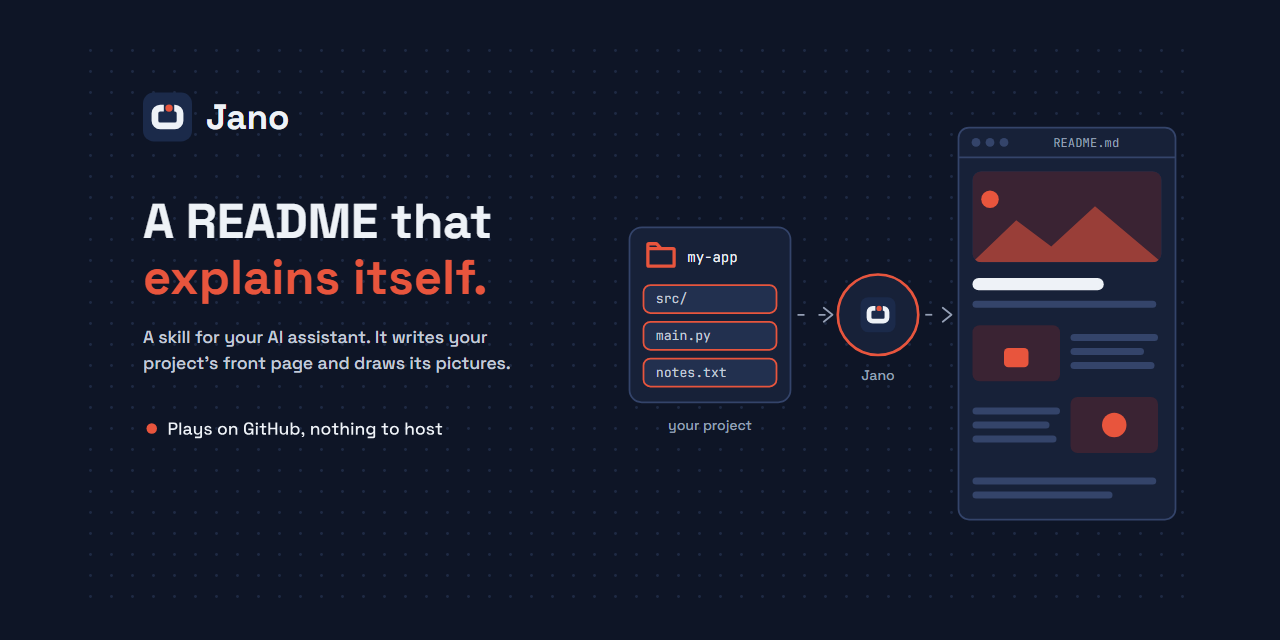 Jano
A README that
explains itself.
A skill for your AI assistant. It writes your
project's front page and draws its pictures.
Plays on GitHub, nothing to host
my-app
src/
main.py
notes.txt
your project
Jano
README.md